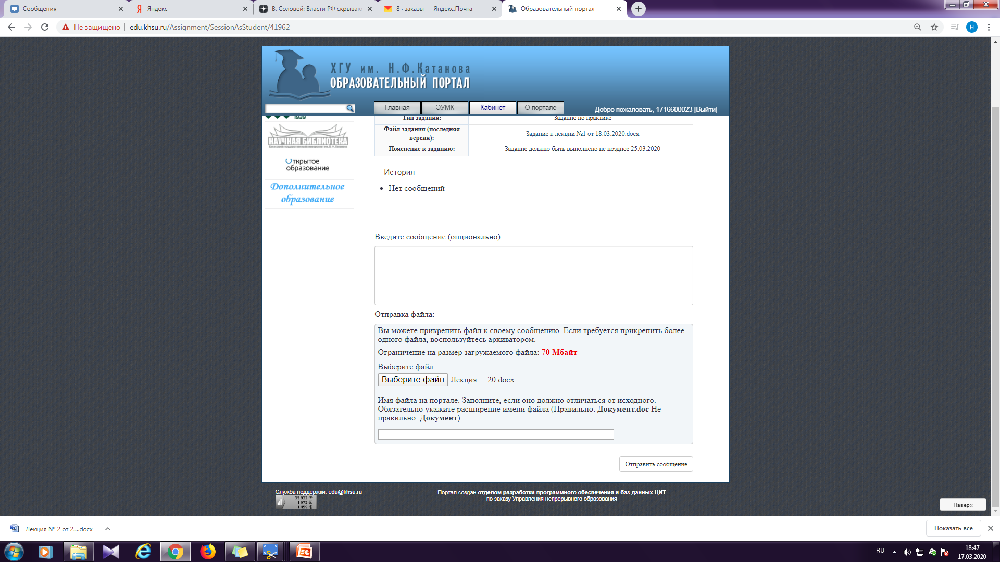 Сообщения
Яндекс
В. Соловей: Власти РФ скрываю
8 · заказы — Яндекс.Почта
Образовательный портал
Не защищено
edu.khsu.ru/Assignment/SessionAsStudent/41962
Н
ХГУ им. Н.Ф.Катанова
ОБРАЗОВАТЕЛЬНЫЙ ПОРТАЛ
Главная
ЭУМК
Кабинет
О портале
Добро пожаловать, 1716600023 [Выйти]
1939
НАУЧНАЯ БИБЛИОТЕКА
Открытое
образование
Дополнительное
образование
Тип задания:
Задание по практике
Файл задания (последняя
версия):
Задание к лекции №1 от 18.03.2020.docx
Пояснение к заданию:
Задание должно быть выполнено не позднее 25.03.2020
История
Нет сообщений
Введите сообщение (опционально):
Отправка файла:
Вы можете прикрепить файл к своему сообщению. Если требуется прикрепить более
одного файла, воспользуйтесь архиватором.
Ограничение на размер загружаемого файла: 70 Мбайт
Выберите файл:
Выберите файл
Лекция …20.docx
Имя файла на портале. Заполните, если оно должно отличаться от исходного.
Обязательно укажите расширение имени файла (Правильно: Документ.doc Не
правильно: Документ)
Отправить сообщение
Служба поддержки: edu@khsu.ru
39 932
1 972
1 459
Портал создан отделом разработки программного обеспечения и баз данных ЦИТ
по заказу Управления непрерывного образования
Наверх
Лекция № 2 от 2....docx
Показать все
RU
18:47
17.03.2020